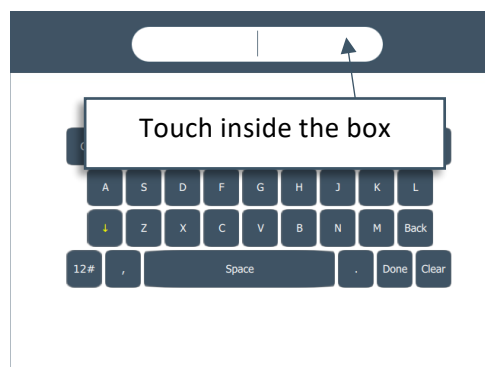 Touch inside the box
A S D F G H J K L
↓ Z X C V B N M Back
12# , Space . Done Clear